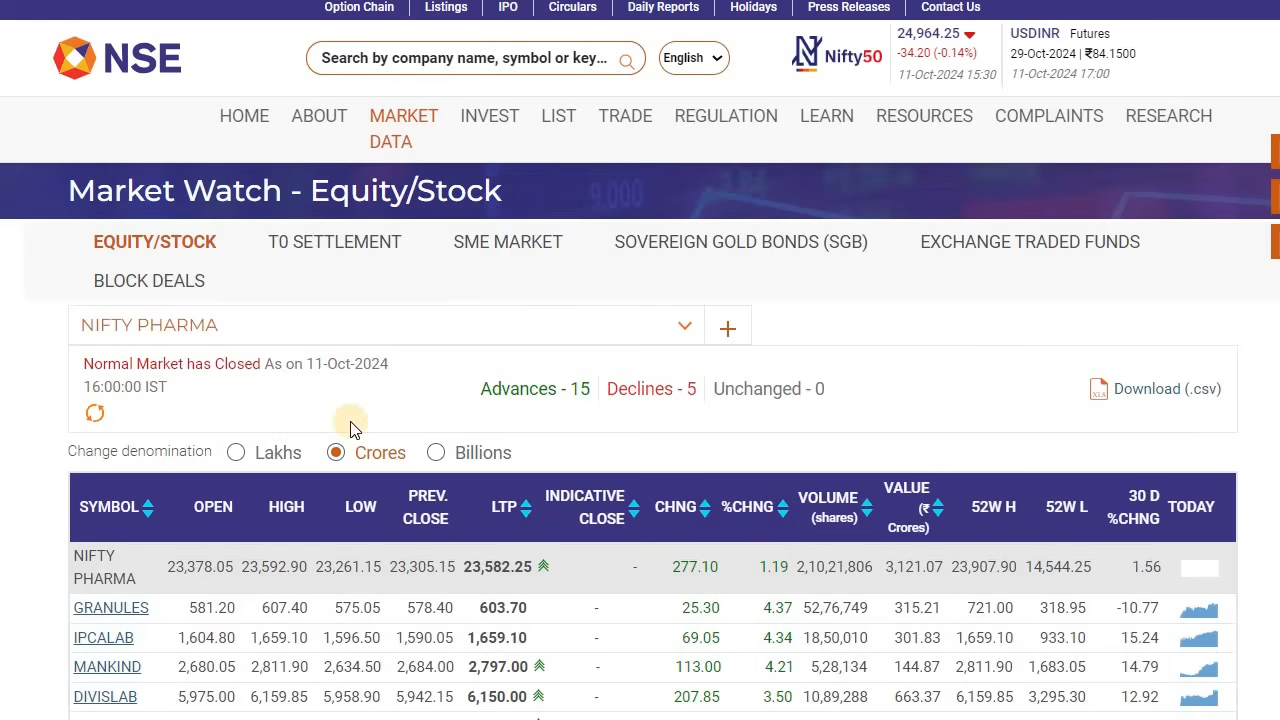 Option Chain Listings IPO Circulars Daily Reports Holidays Press Releases Contact Us
NSE
Search by company name, symbol or key...
English
Nifty50
24,964.25
-34.20 (-0.14%)
11-Oct-2024 15:30
USDINR Futures
29-Oct-2024 | ₹84.1500
11-Oct-2024 17:00
HOME ABOUT MARKET DATA INVEST LIST TRADE REGULATION LEARN RESOURCES COMPLAINTS RESEARCH
Market Watch - Equity/Stock
EQUITY/STOCK T0 SETTLEMENT SME MARKET SOVEREIGN GOLD BONDS (SGB) EXCHANGE TRADED FUNDS
BLOCK DEALS
NIFTY PHARMA
Normal Market has Closed As on 11-Oct-2024
16:00:00 IST
Advances - 15 Declines - 5 Unchanged - 0
XLS Download (.csv)
Change denomination Lakhs Crores Billions
SYMBOL OPEN HIGH LOW PREV. CLOSE LTP INDICATIVE CLOSE CHNG %CHNG VOLUME (shares) VALUE (₹ Crores) 52W H 52W L 30 D %CHNG TODAY
NIFTY PHARMA 23,378.05 23,592.90 23,261.15 23,305.15 23,582.25 - 277.10 1.19 2,10,21,806 3,121.07 23,907.90 14,544.25 1.56
GRANULES 581.20 607.40 575.05 578.40 603.70 - 25.30 4.37 52,76,749 315.21 721.00 318.95 -10.77
IPCALAB 1,604.80 1,659.10 1,596.50 1,590.05 1,659.10 - 69.05 4.34 18,50,010 301.83 1,659.10 933.10 15.24
MANKIND 2,680.05 2,811.90 2,634.50 2,684.00 2,797.00 - 113.00 4.21 5,28,134 144.87 2,811.90 1,683.05 14.79
DIVISLAB 5,975.00 6,159.85 5,958.90 5,942.15 6,150.00 - 207.85 3.50 10,89,288 663.37 6,159.85 3,295.30 12.92